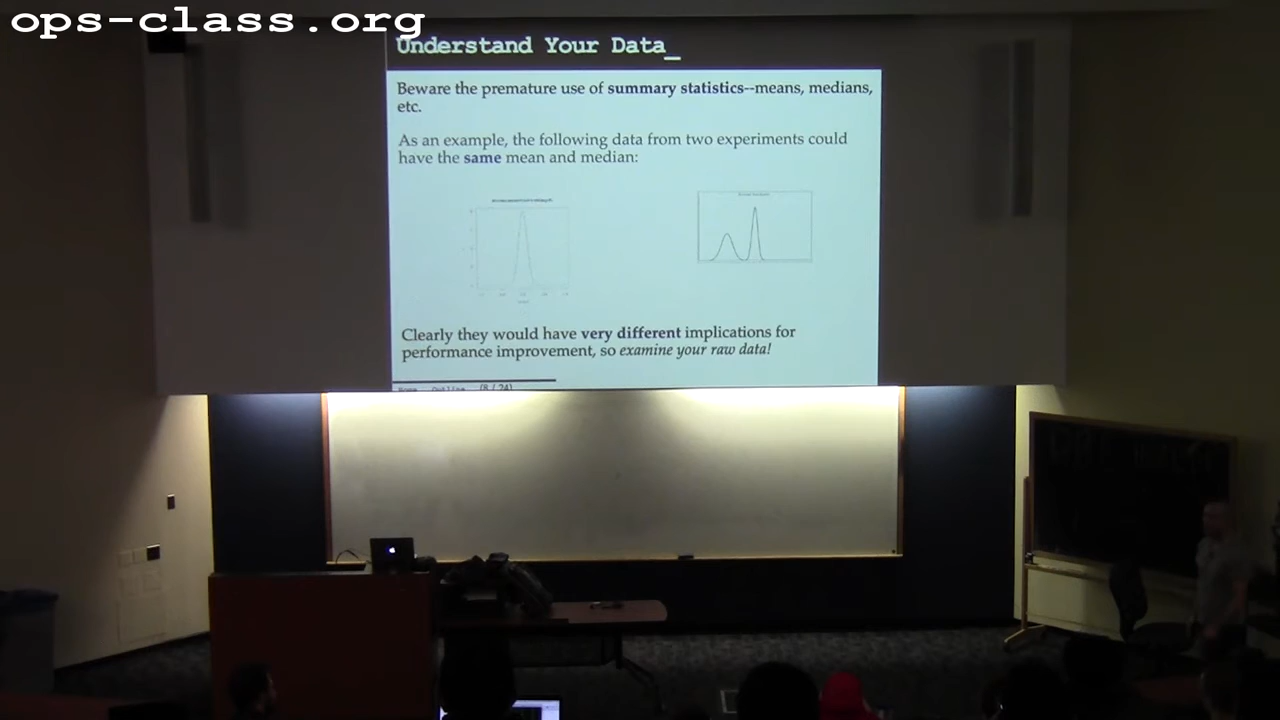 ops-class.org
Understand Your Data_
Beware the premature use of summary statistics--means, medians,
etc.
As an example, the following data from two experiments could
have the same mean and median:
Clearly they would have very different implications for
performance improvement, so examine your raw data!
(8 / 24)